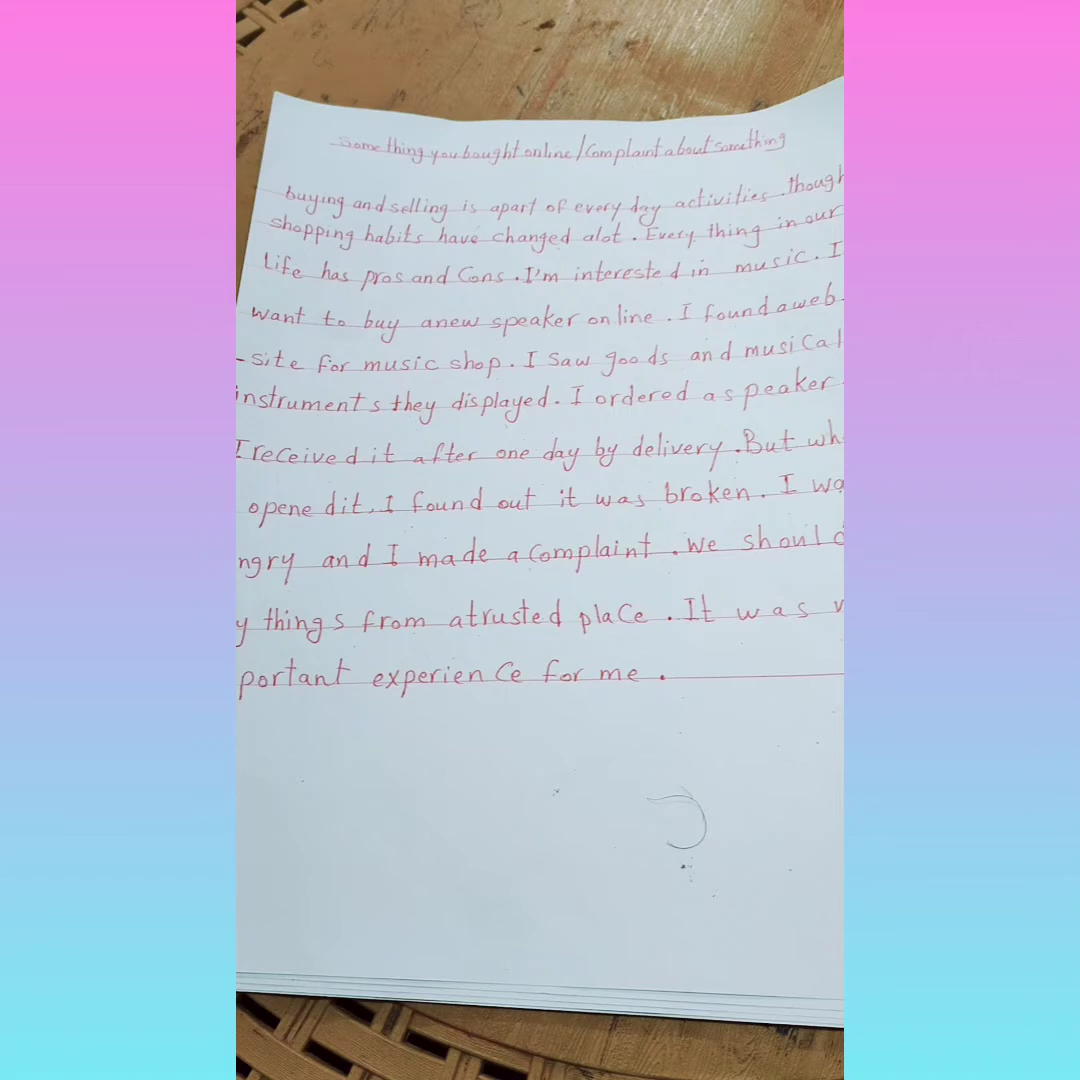 Something you bought online/Complaint about something
buying and selling is apart of every day activities. though
shopping habits have changed alot. Every thing in our
Life has pros and Cons. I'm interested in music. I
want to buy anew speaker online. I found a web
-site for music shop. I saw goods and musical
instruments they displayed. I ordered a speaker
I received it after one day by delivery. But wh
opened it, I found out it was broken. I wa
ngry and I made a complaint. we should
y things from atrusted place. It was v
portant experience for me.